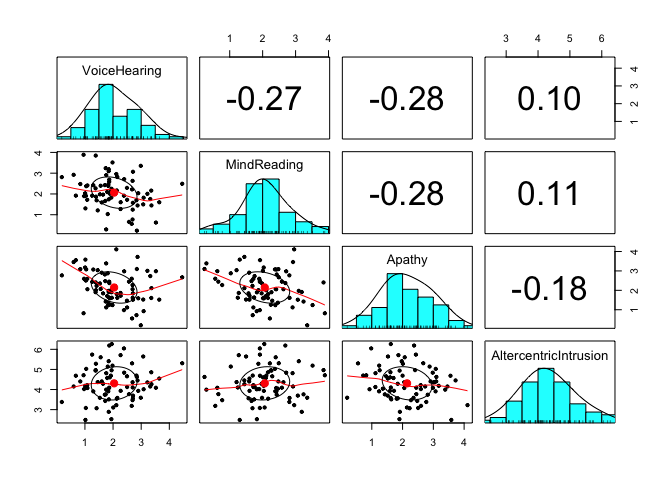 1 2 3 4
3 4 5 6
VoiceHearing
-0.27
-0.28
0.10
1 2 3 4
1 2 3 4
MindReading
-0.28
0.11
Apathy
-0.18
1 2 3 4
3 4 5 6
AltercentricIntrusion
1 2 3 4
1 2 3 4